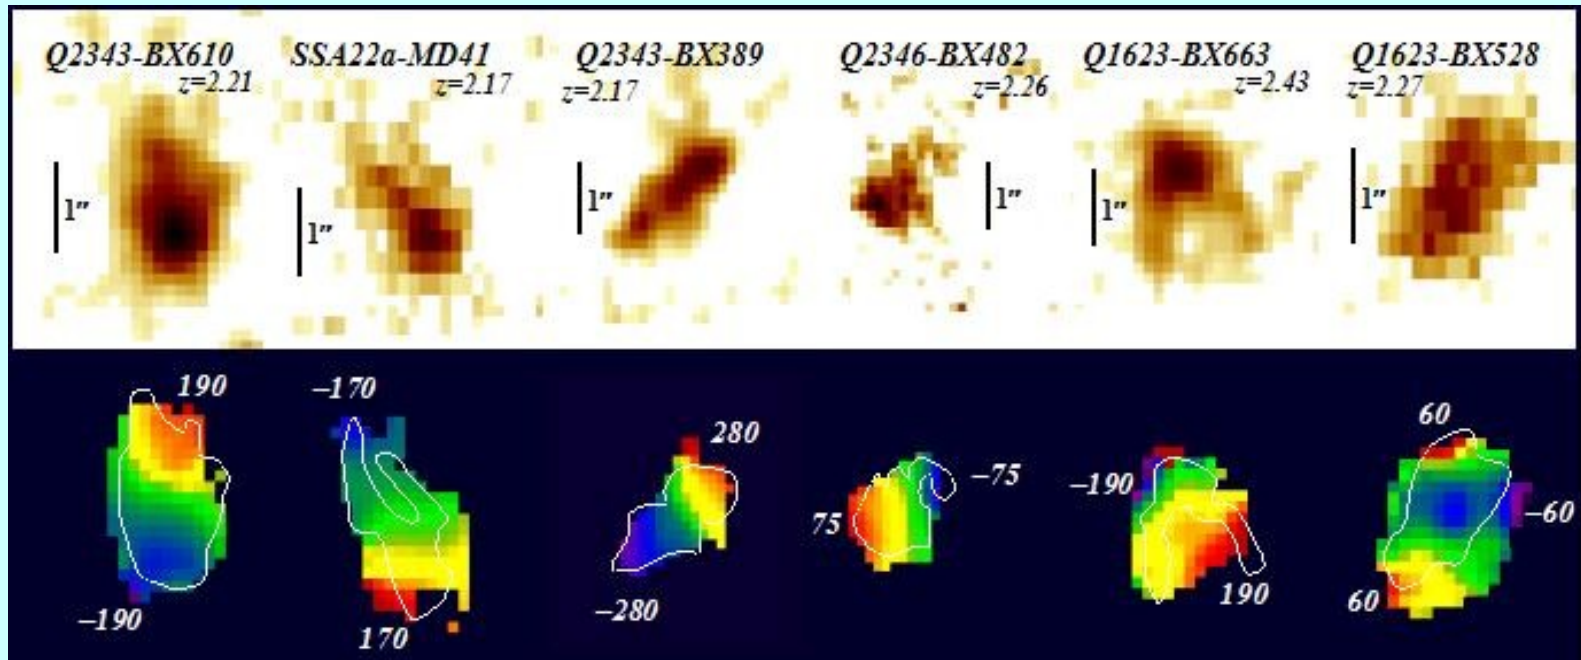 Q2343-BX610 SSA22a-MD41 Q2343-BX389 Q2346-BX482 Q1623-BX663 Q1623-BX528
z=2.21 z=2.17 z=2.17 z=2.26 z=2.43 z=2.27
1" 1" 1" 1" 1" 1"
190 -170 280 -75 -190 60
-190 170 -280 75 190 -60
60